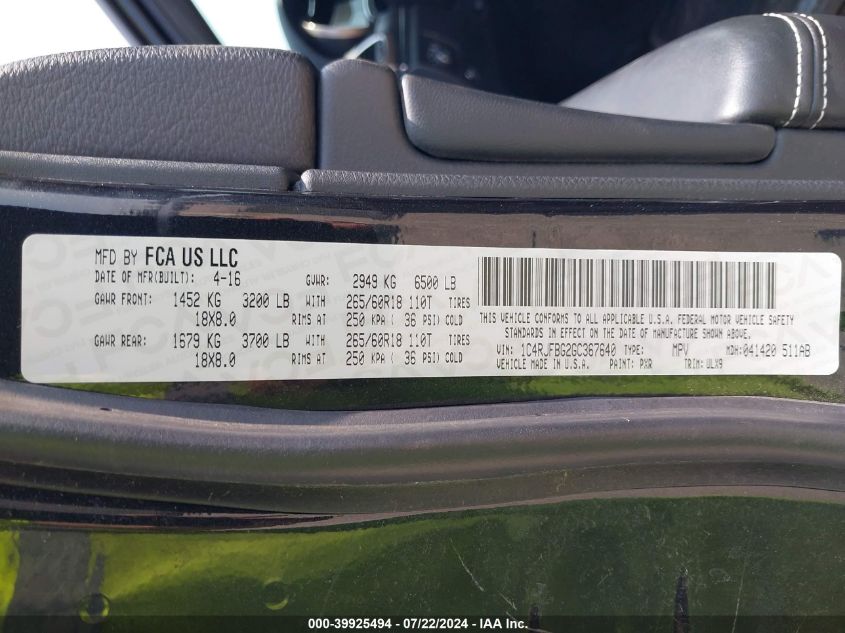 MFD BY FCA US LLC
DATE OF MFR(BUILT): 4-16 GVWR: 2949 KG 6500 LB
GAWR FRONT: 1452 KG 3200 LB WITH 265/60R18 110T TIRES
18X8.0 RIMS AT 250 KPA ( 36 PSI) COLD
GAWR REAR: 1679 KG 3700 LB WITH 265/60R18 110T TIRES
18X8.0 RIMS AT 250 KPA ( 36 PSI) COLD
THIS VEHICLE CONFORMS TO ALL APPLICABLE U.S.A. FEDERAL MOTOR VEHICLE SAFETY
STANDARDS IN EFFECT ON THE DATE OF MANUFACTURE SHOWN ABOVE.
VIN: 1C4RJFBG2GC367640 TYPE: MPV MDH: 041420 511AB
VEHICLE MADE IN U.S.A. PAINT: PXR TRIM: ULX9
000-39925494 - 07/22/2024 - IAA Inc.